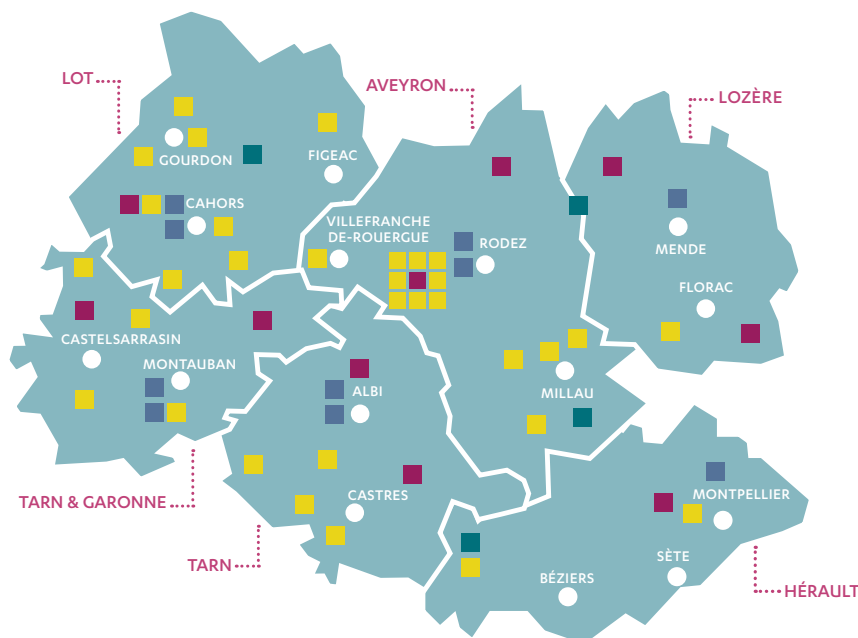 LOT
AVEYRON
LOZÈRE
GOURDON
FIGEAC
CAHORS
VILLEFRANCHE
DE-ROUERGUE
RODEZ
MENDE
FLORAC
CASTELSARRASIN
MONTAUBAN
ALBI
MILLAU
TARN & GARONNE
CASTRES
MONTPELLIER
TARN
SÈTE
BÉZIERS
HÉRAULT